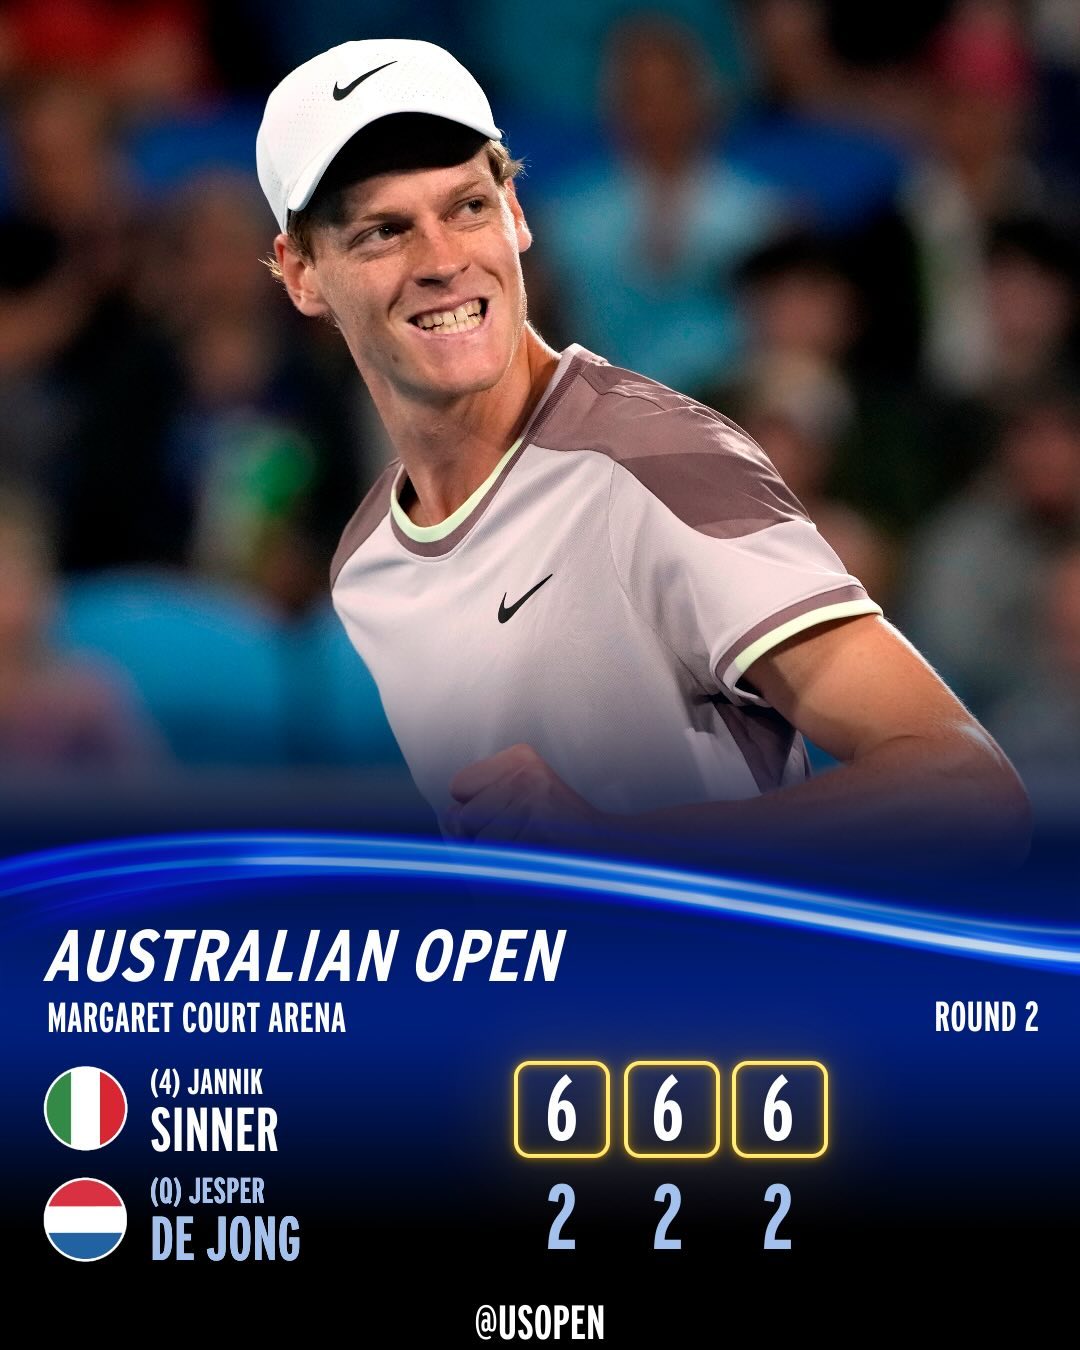 AUSTRALIAN OPEN
MARGARET COURT ARENA
ROUND 2
(4) JANNIK
SINNER
6 6 6
(Q) JESPER
DE JONG
2 2 2
@USOPEN